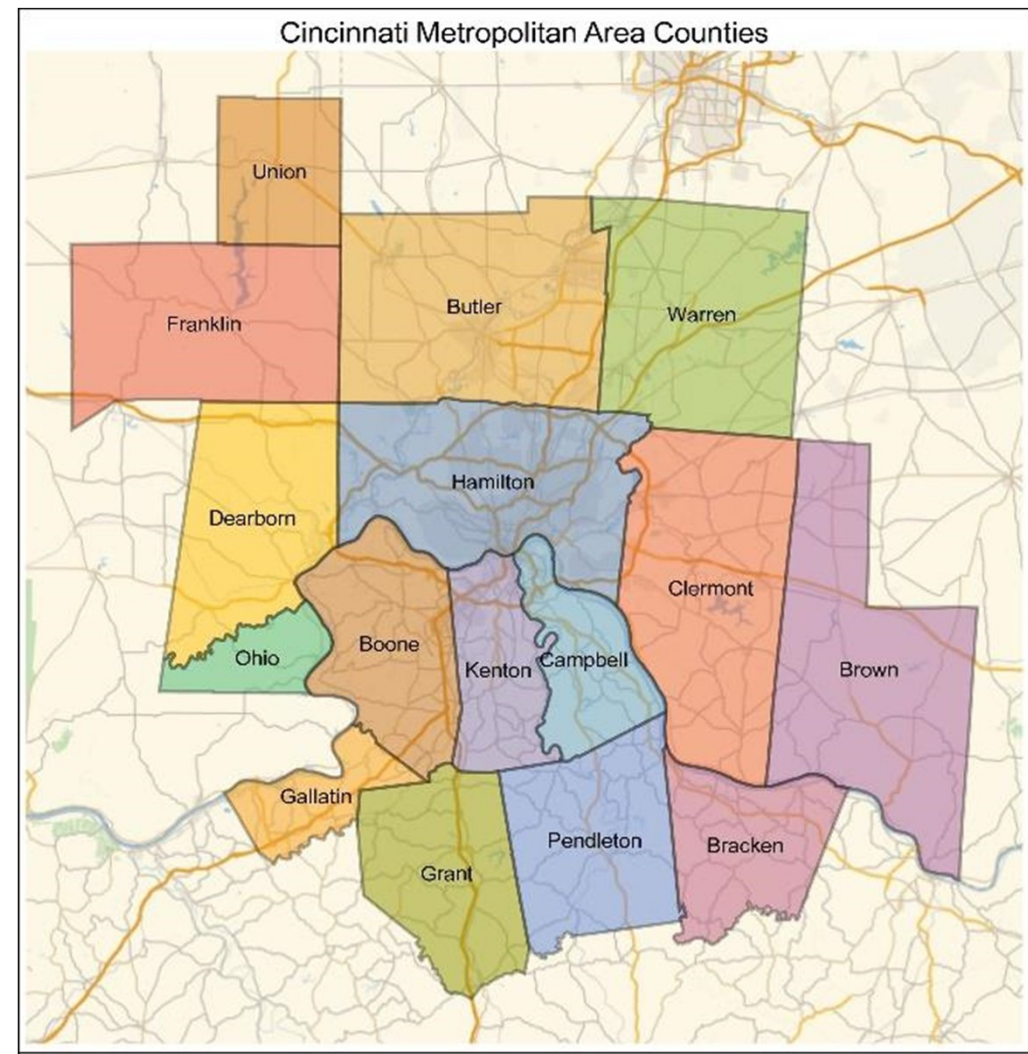 Cincinnati Metropolitan Area Counties
Union
Butler
Warren
Franklin
Hamilton
Dearborn
Clermont
Boone
Ohio
Kenton
Campbell
Brown
Gallatin
Pendleton
Bracken
Grant